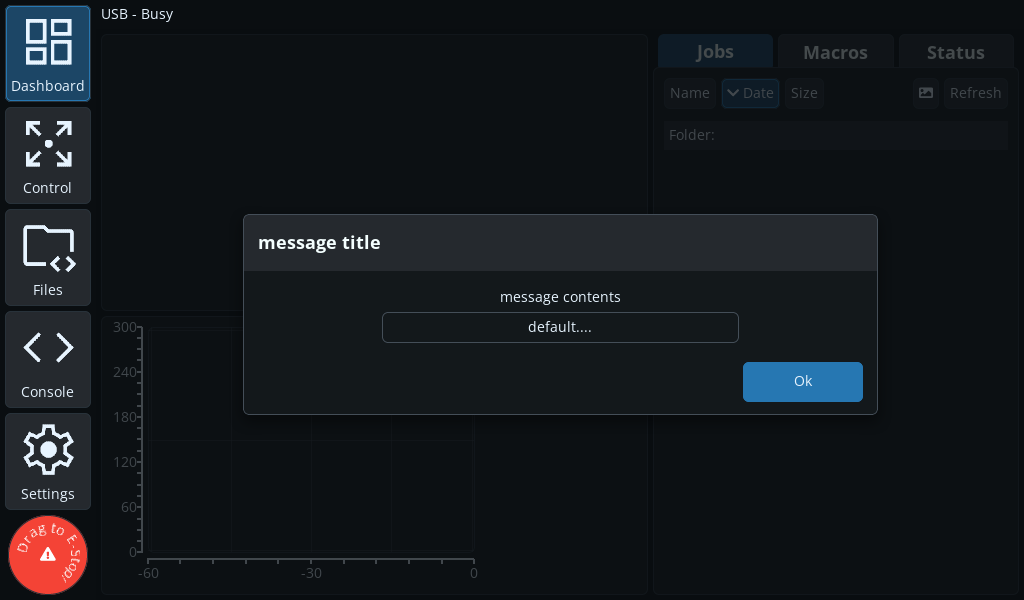 USB - Busy
Dashboard
Control
Files
Console
Settings
Drag to E-Stop!
Jobs
Macros
Status
Name
Date
Size
Refresh
Folder:
message title
message contents
default....
Ok
300
240
180
120
60
0
-60
-30
0